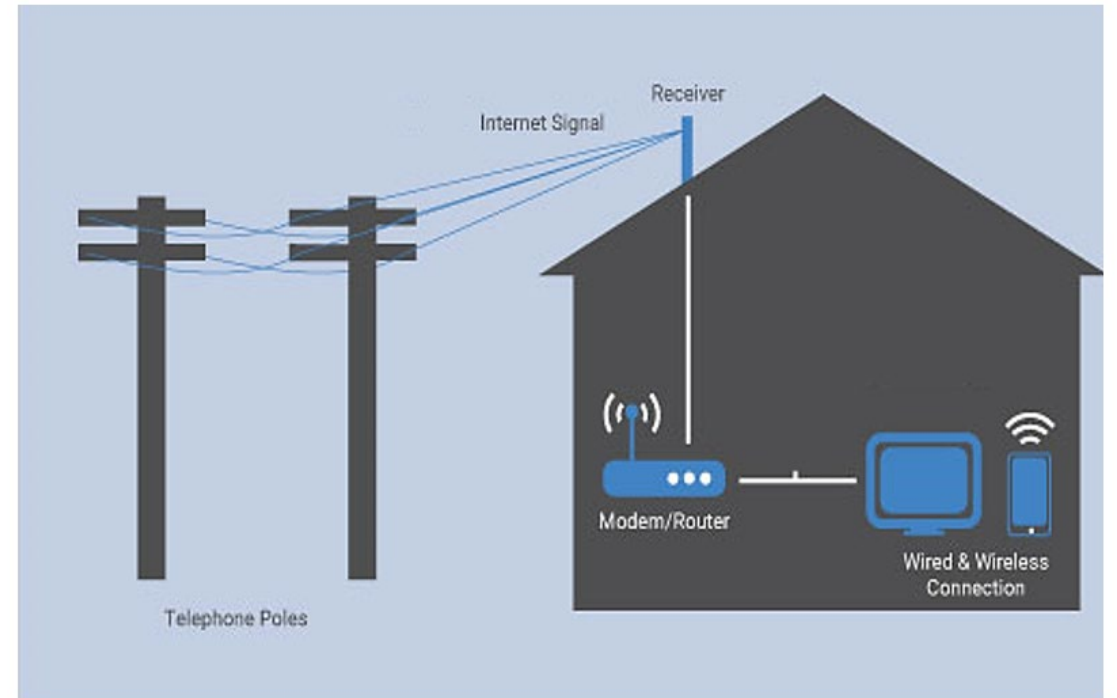 Receiver
Internet Signal
Modem/Router
Wired & Wireless
Connection
Telephone Poles